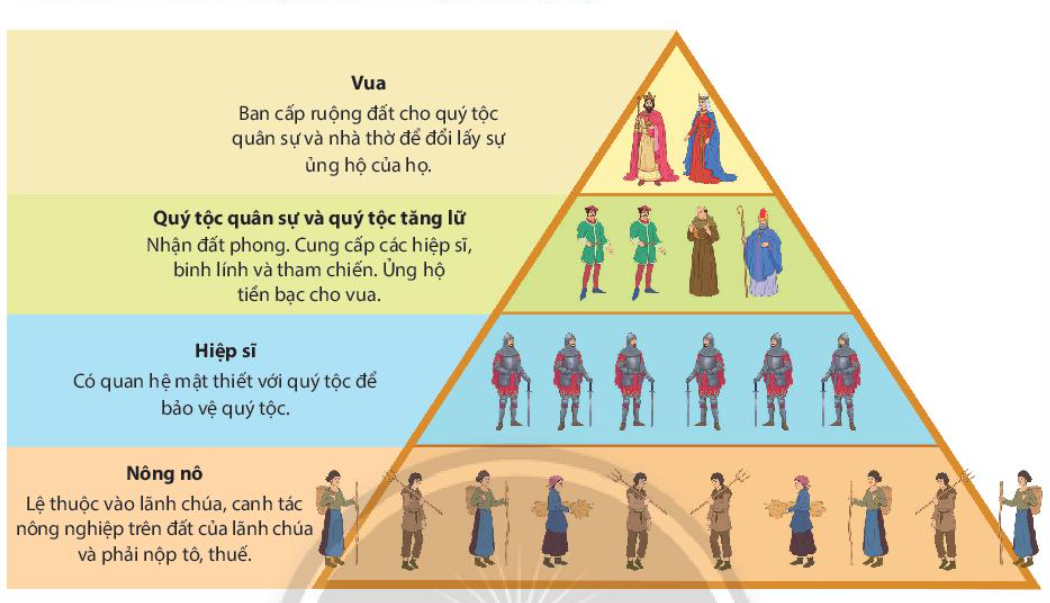 Vua
Ban cấp ruộng đất cho quý tộc
quân sự và nhà thờ để đổi lấy sự
ủng hộ của họ.
Quý tộc quân sự và quý tộc tăng lữ
Nhận đất phong. Cung cấp các hiệp sĩ,
binh lính và tham chiến. Ủng hộ
tiền bạc cho vua.
Hiệp sĩ
Có quan hệ mật thiết với quý tộc để
bảo vệ quý tộc.
Nông nô
Lệ thuộc vào lãnh chúa, canh tác
nông nghiệp trên đất của lãnh chúa
và phải nộp tô, thuế.